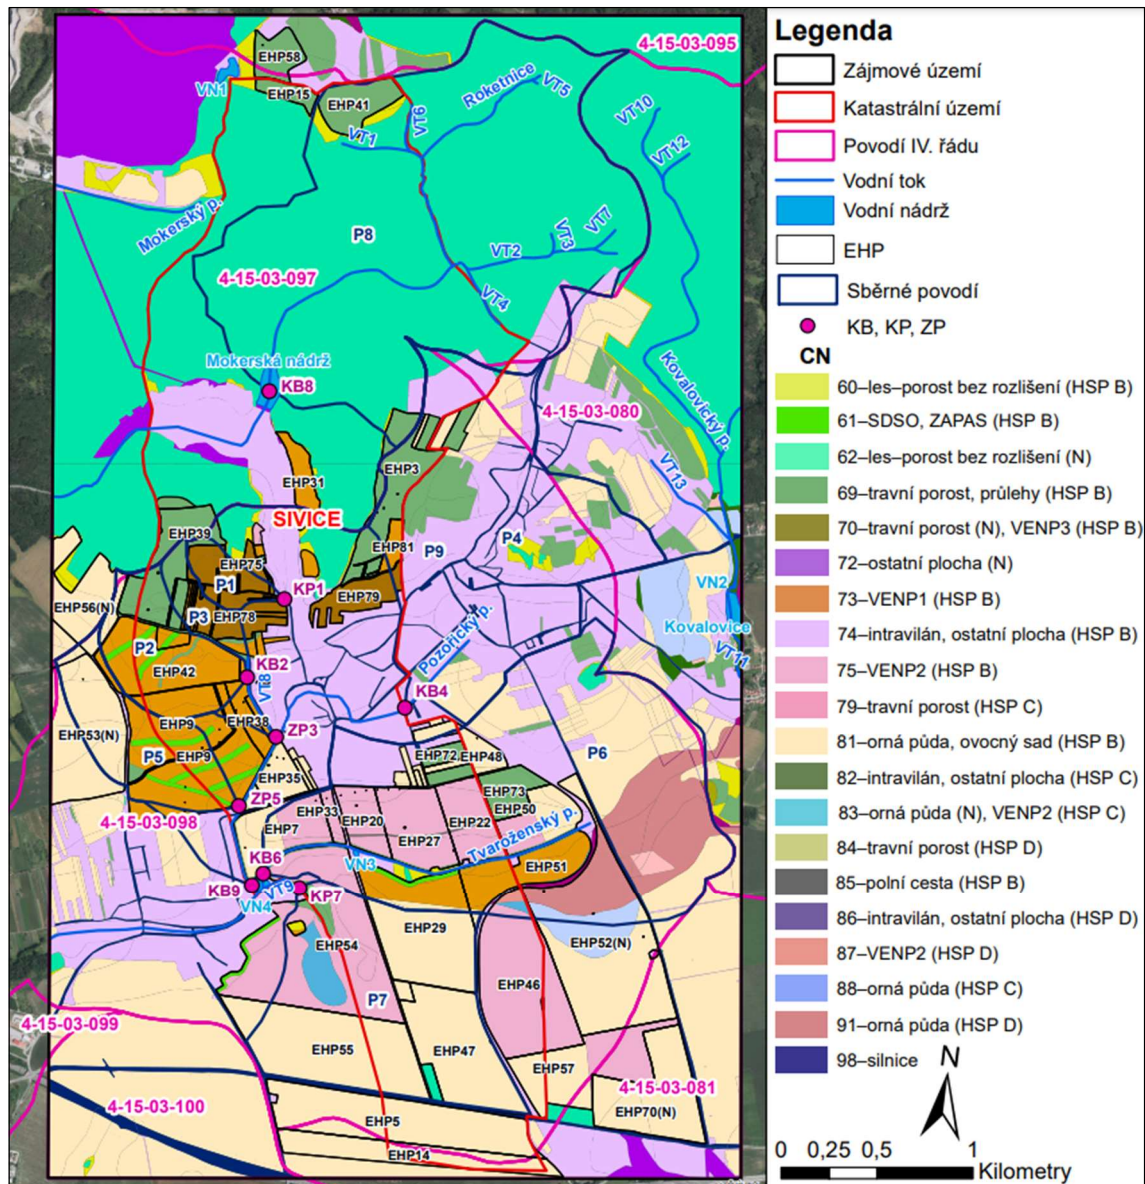 4-15-03-095
EHP58
VN1
EHP15
EHP41
Roketnice
VT5
VT6
VT1
VT10
VT12
Mokerský p.
P8
VT3
VT7
VT2
4-15-03-097
VT4
Mokerská nádrž
KB8
Kovalovický p.
4-15-03-080
EHP3
EHP31
VT13
SIVICE
EHP39
EHP81
P9
P4
EHP75
P1
KP1
EHP79
VN2
EHP56(N)
P3
EHP78
Kovalovice
P2
Pozořický p.
VT11
EHP42
KB2
VT8
KB4
EHP9
EHP38
EHP53(N)
ZP3
P5
EHP9
EHP72
EHP48
P6
EHP35
EHP73
ZP5
EHP33
EHP50
4-15-03-098
EHP7
EHP20
EHP22
EHP27
Tvaroženský p.
KB6
VN3
EHP51
KB9
VT9
KP7
VN4
EHP29
EHP54
EHP52(N)
EHP46
P7
4-15-03-099
EHP55
EHP47
EHP57
4-15-03-081
4-15-03-100
EHP5
EHP70(N)
EHP14
Legenda
Zájmové území
Katastrální území
Povodí IV. řádu
Vodní tok
Vodní nádrž
EHP
Sběrné povodí
KB, KP, ZP
CN
60–les–porost bez rozlišení (HSP B)
61–SDSO, ZAPAS (HSP B)
62–les–porost bez rozlišení (N)
69–travní porost, průlehy (HSP B)
70–travní porost (N), VENP3 (HSP B)
72–ostatní plocha (N)
73–VENP1 (HSP B)
74–intravilán, ostatní plocha (HSP B)
75–VENP2 (HSP B)
79–travní porost (HSP C)
81–orná půda, ovocný sad (HSP B)
82–intravilán, ostatní plocha (HSP C)
83–orná půda (N), VENP2 (HSP C)
84–travní porost (HSP D)
85–polní cesta (HSP B)
86–intravilán, ostatní plocha (HSP D)
87–VENP2 (HSP D)
88–orná půda (HSP C)
91–orná půda (HSP D)
98–silnice
N
0 0,25 0,5 1
Kilometry